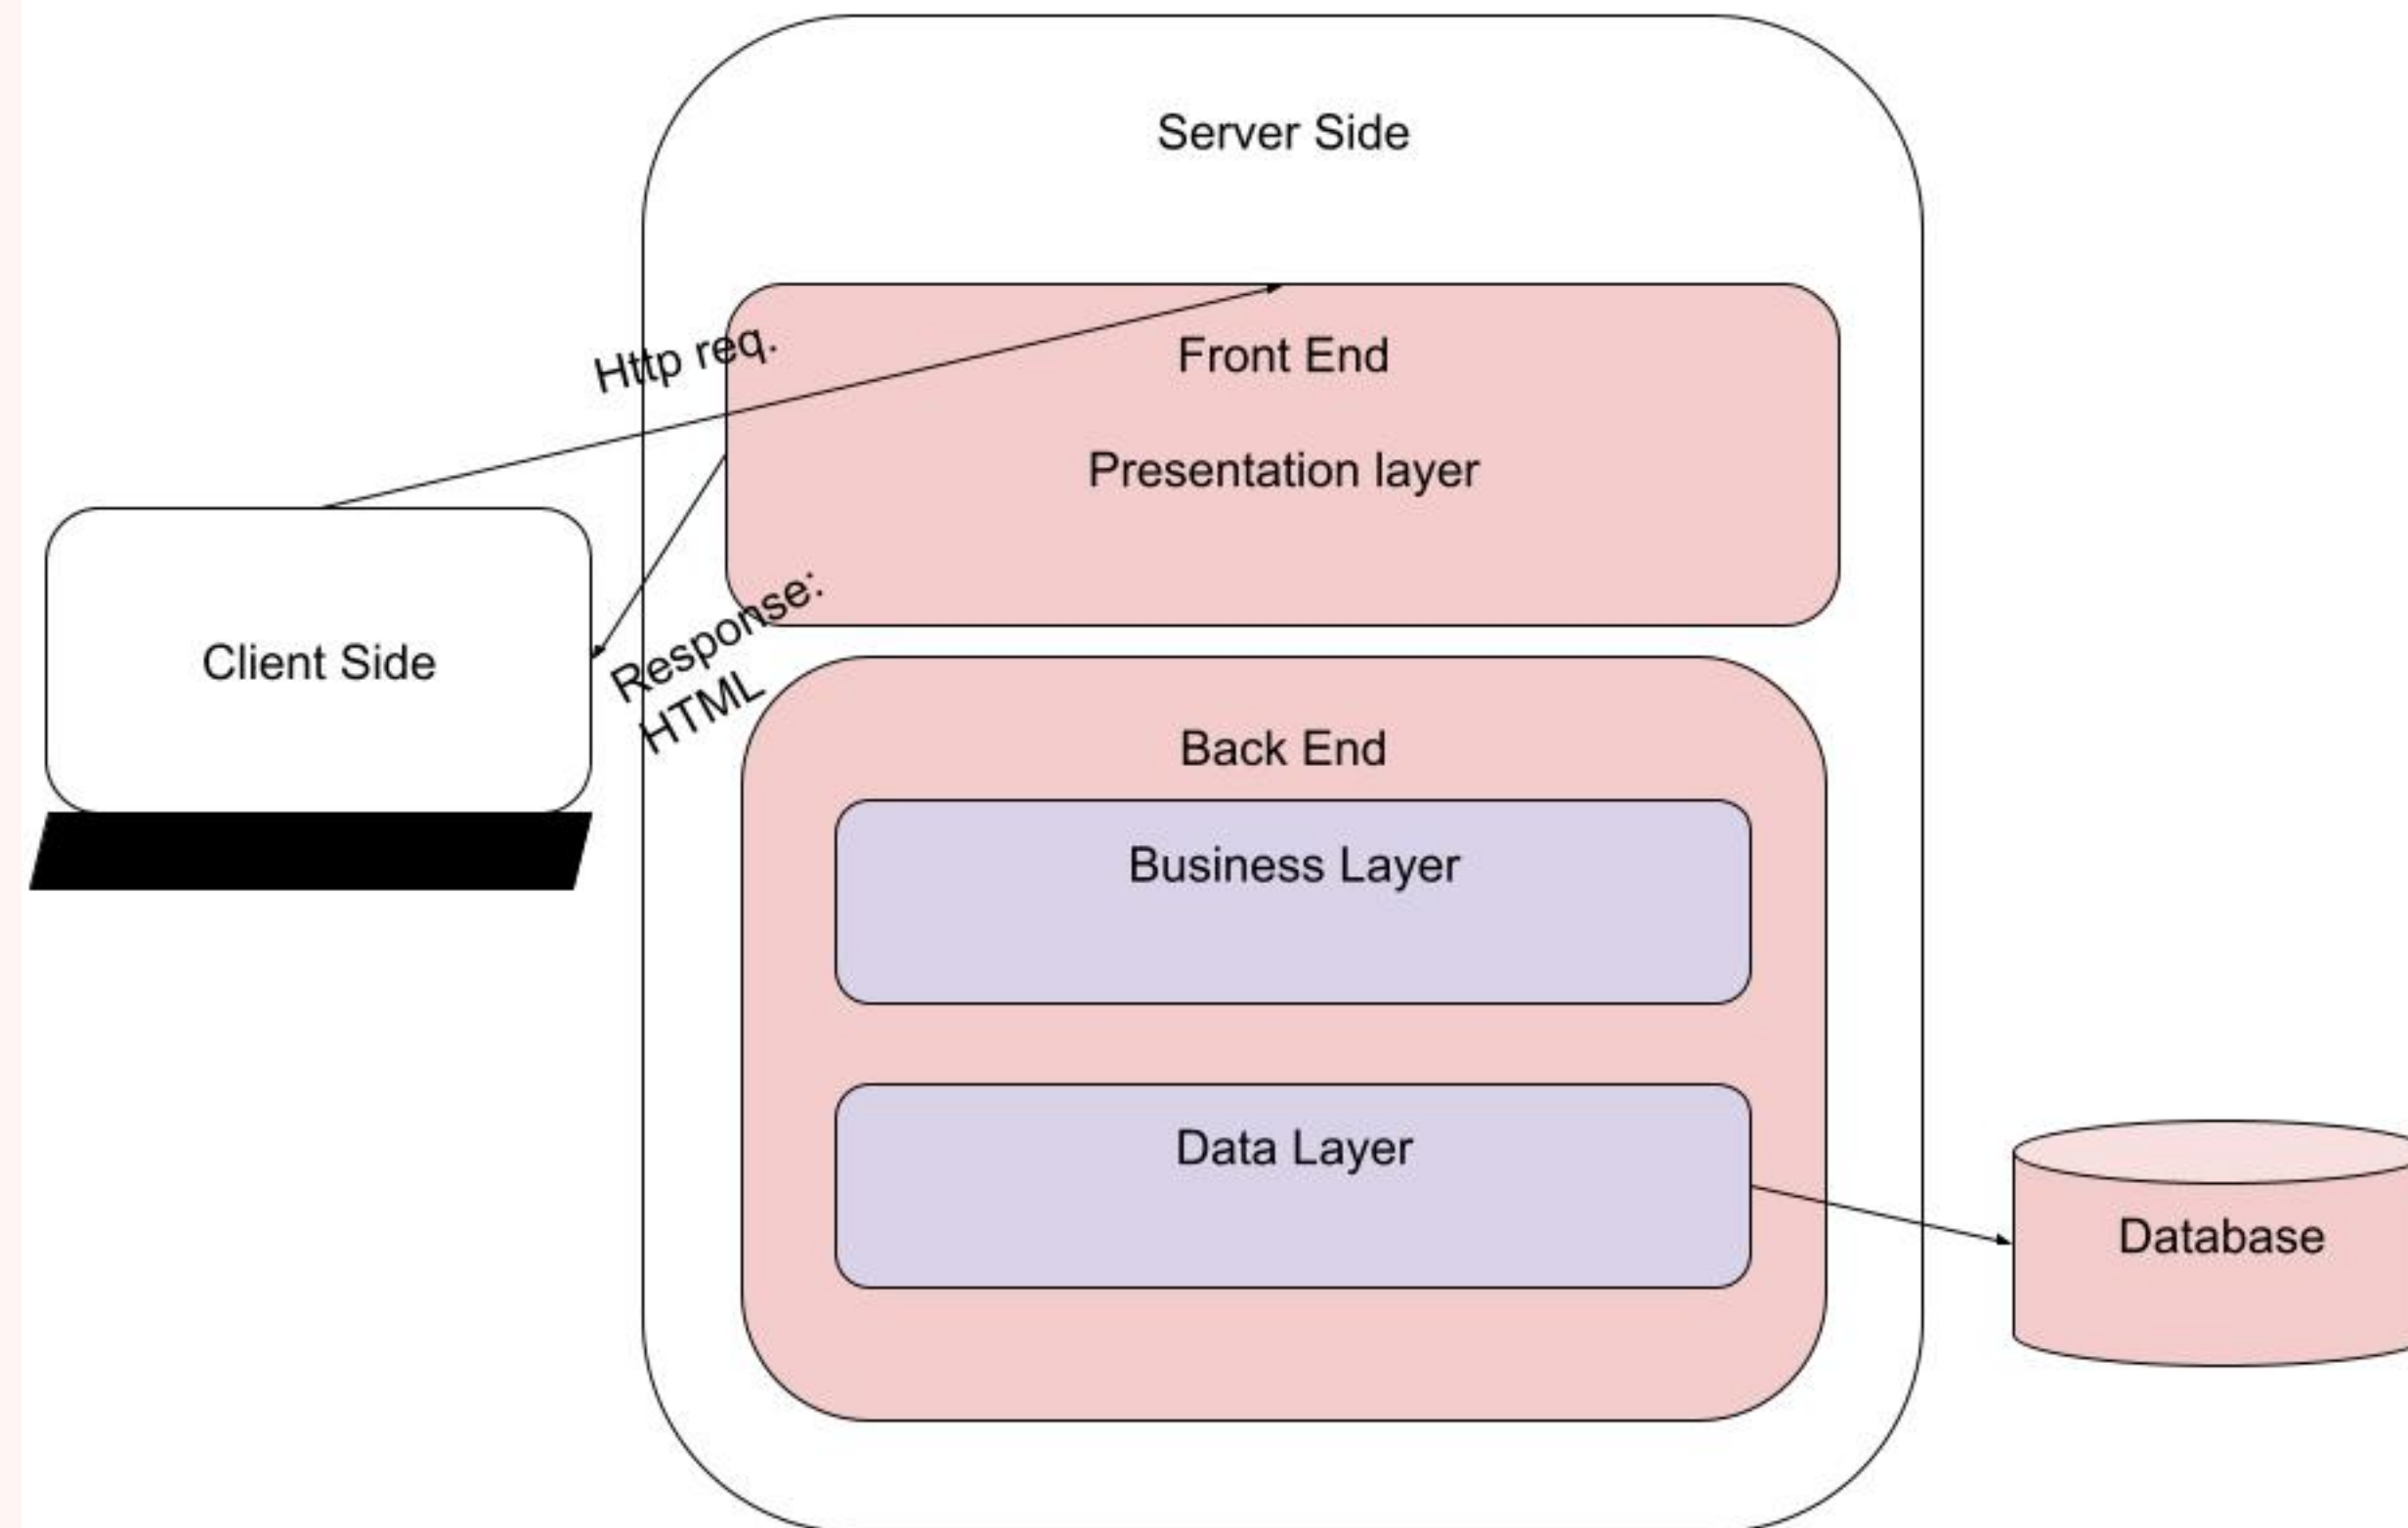 Server Side
Http req.
Front End
Presentation layer
Client Side
Response:
HTML
Back End
Business Layer
Data Layer
Database